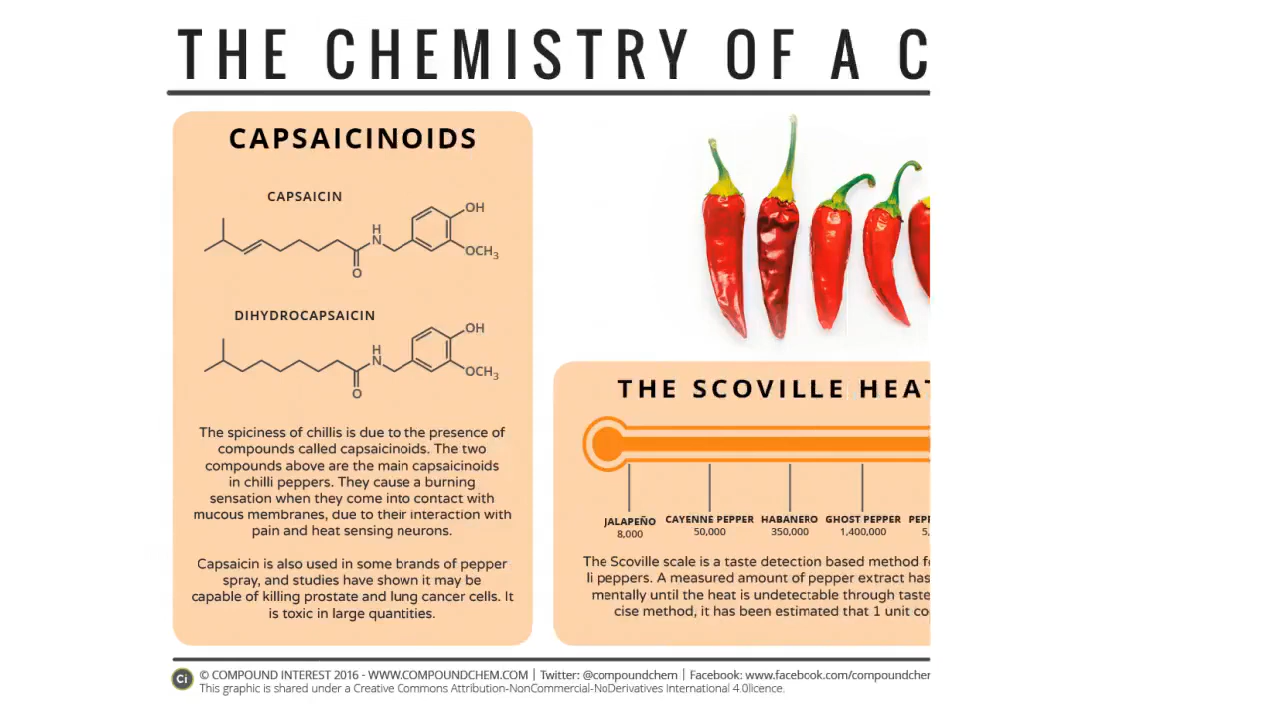 THE CHEMISTRY OF A C
CAPSAICINOIDS
CAPSAICIN
OH
H
N
OCH3
O
DIHYDROCAPSAICIN
OH
H
N
OCH3
O
The spiciness of chillis is due to the presence of
compounds called capsaicinoids. The two
compounds above are the main capsaicinoids
in chilli peppers. They cause a burning
sensation when they come into contact with
mucous membranes, due to their interaction with
pain and heat sensing neurons.
Capsaicin is also used in some brands of pepper
spray, and studies have shown it may be
capable of killing prostate and lung cancer cells. It
is toxic in large quantities.
THE SCOVILLE HEAT
JALAPEÑO
8,000
CAYENNE PEPPER
50,000
HABANERO
350,000
GHOST PEPPER
1,400,000
PEPP
5,
The Scoville scale is a taste detection based method f
li peppers. A measured amount of pepper extract has
mentally until the heat is undetectable through taste
cise method, it has been estimated that 1 unit co
Ci © COMPOUND INTEREST 2016 - WWW.COMPOUNDCHEM.COM | Twitter: @compoundchem | Facebook: www.facebook.com/compoundche
This graphic is shared under a Creative Commons Attribution-NonCommercial-NoDerivatives International 4.0licence.